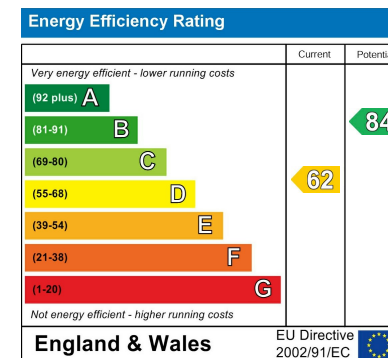 Energy Efficiency Rating
Current Potentia
Very energy efficient - lower running costs
(92 plus) A
(81-91) B
84
(69-80) C
(55-68) D
62
(39-54) E
(21-38) F
(1-20) G
Not energy efficient - higher running costs
England & Wales
EU Directive
2002/91/EC